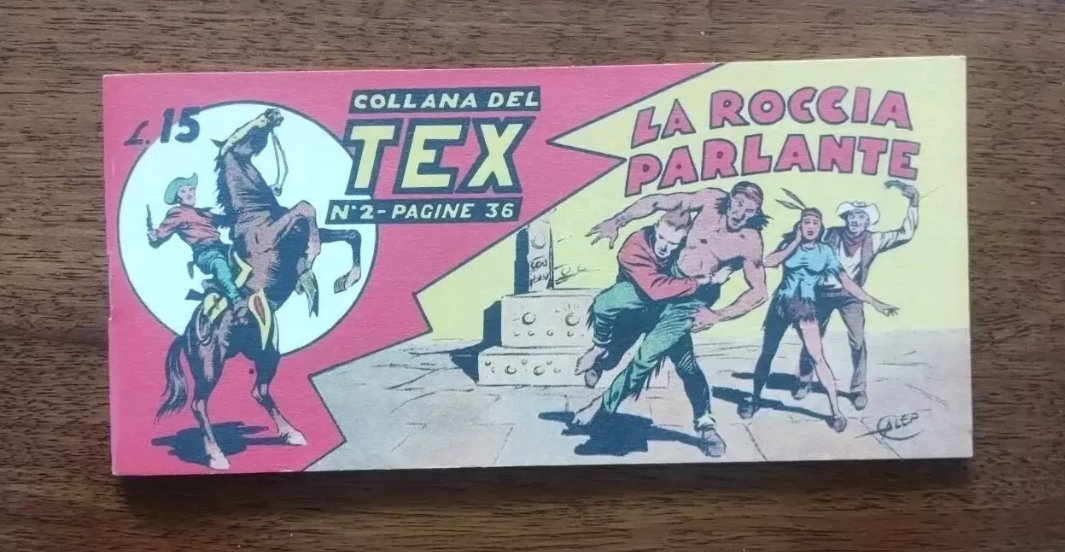 L. 15
COLLANA DEL
TEX
N° 2 - PAGINE 36
LA ROCCIA
PARLANTE
GALEP